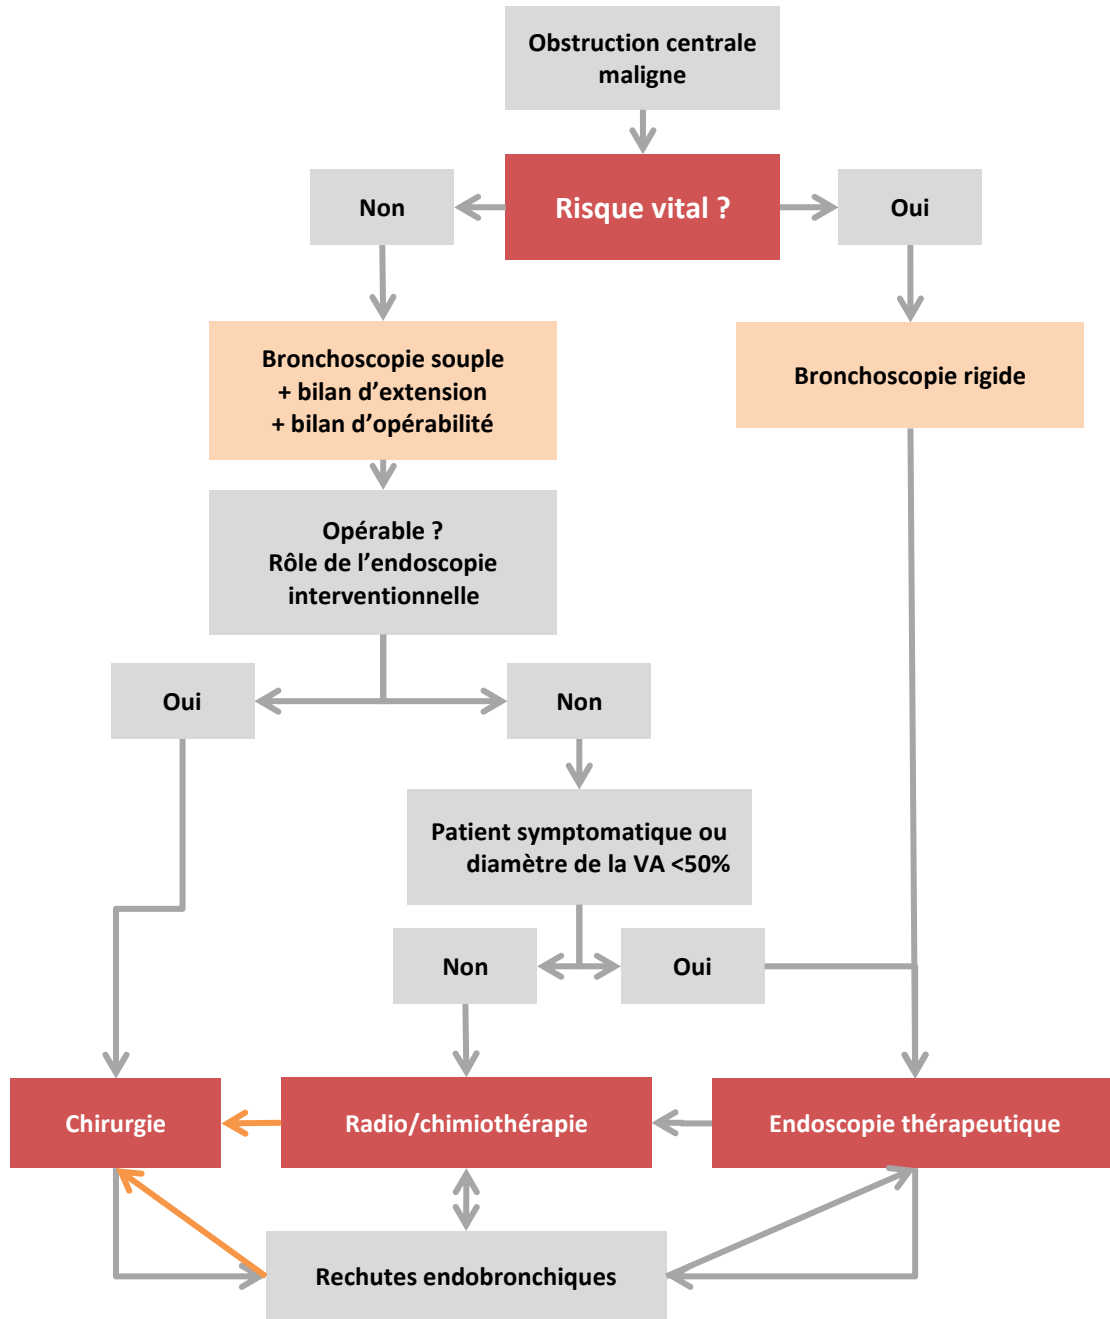 Obstruction centrale
maligne
Non
Risque vital ?
Oui
Bronchoscopie souple
+ bilan d’extension
+ bilan d’opérabilité
Bronchoscopie rigide
Opérable ?
Rôle de l’endoscopie
interventionnelle
Oui
Non
Patient symptomatique ou
diamètre de la VA <50%
Non
Oui
Chirurgie
Radio/chimiothérapie
Endoscopie thérapeutique
Rechutes endobronchiques